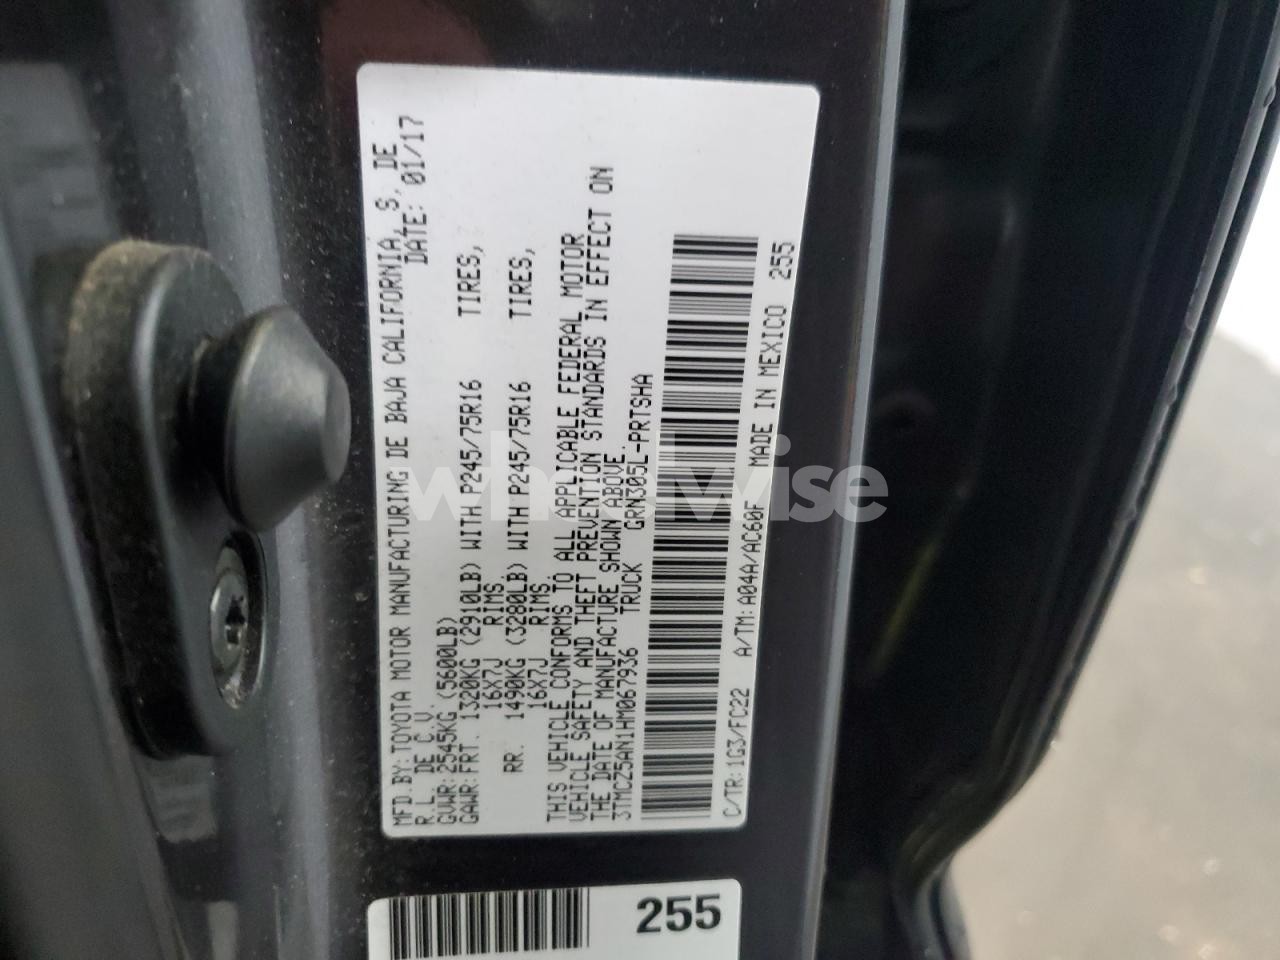 MFD.BY:TOYOTA MOTOR MANUFACTURING DE BAJA CALIFORNIA,S, DE
R.L. DE C.V. DATE: 01/17
GVWR:2545KG (5600LB)
GAWR:FRT. 1320KG (2910LB) WITH P245/75R16 TIRES,
16X7J RIMS.
RR. 1490KG (3280LB) WITH P245/75R16 TIRES,
16X7J RIMS.
THIS VEHICLE CONFORMS TO ALL APPLICABLE FEDERAL MOTOR
VEHICLE SAFETY AND THEFT PREVENTION STANDARDS IN EFFECT ON
THE DATE OF MANUFACTURE SHOWN ABOVE.
3TMCZ5AN1HM067936 TRUCK GRN305L-PRTSHA
C/TR:1G3/FC22 A/TM:A04A/AC60F MADE IN MEXICO 255
255
wheelwise